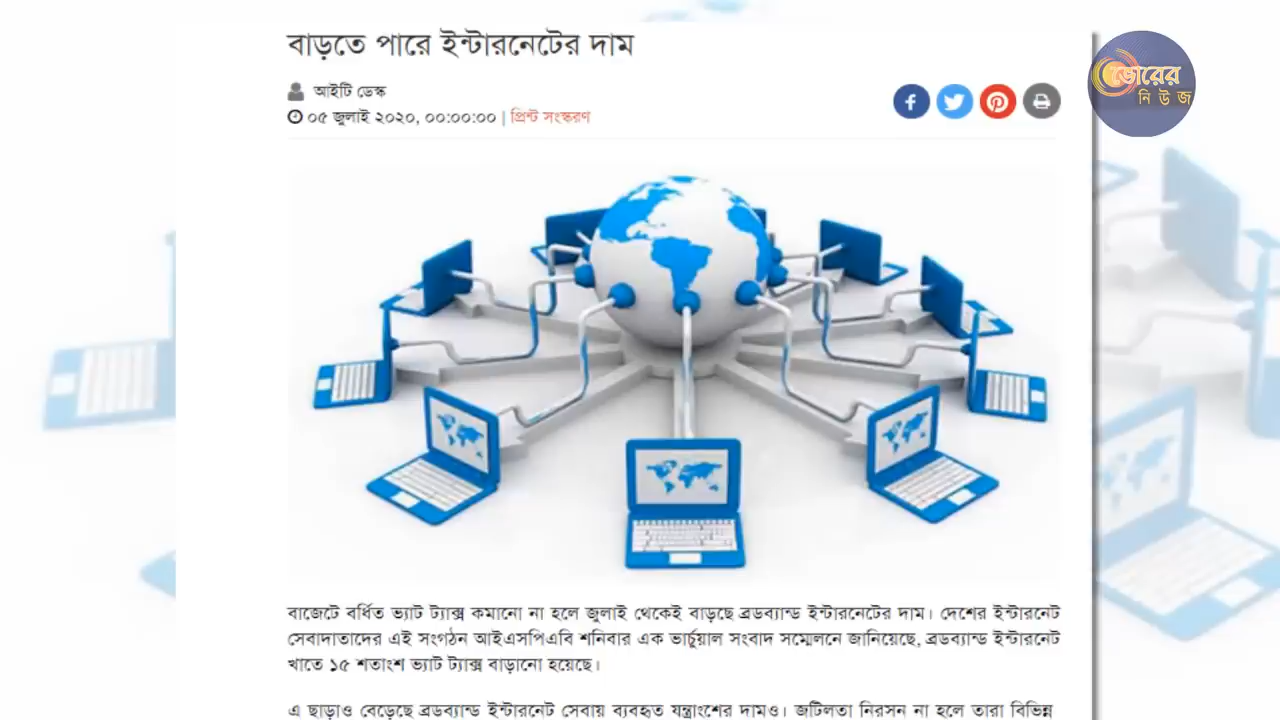 বাড়তে পারে ইন্টারনেটের দাম
ভোরের
নিউজ
আইটি ডেস্ক
০৫ জুলাই ২০২০, ০০:০০:০০ | প্রিন্ট সংস্করণ
বাজেটে বর্ধিত ভ্যাট ট্যাক্স কমানো না হলে জুলাই থেকেই বাড়ছে ব্রডব্যান্ড ইন্টারনেটের দাম। দেশের ইন্টারনেট
সেবাদাতাদের এই সংগঠন আইএসপিএবি শনিবার এক ভার্চুয়াল সংবাদ সম্মেলনে জানিয়েছে, ব্রডব্যান্ড ইন্টারনেট
খাতে ১৫ শতাংশ ভ্যাট ট্যাক্স বাড়ানো হয়েছে।
এ ছাড়াও বেড়েছে ব্রডব্যান্ড ইন্টারনেট সেবায় ব্যবহৃত যন্ত্রাংশের দামও। জটিলতা নিরসন না হলে তারা বিভিন্ন